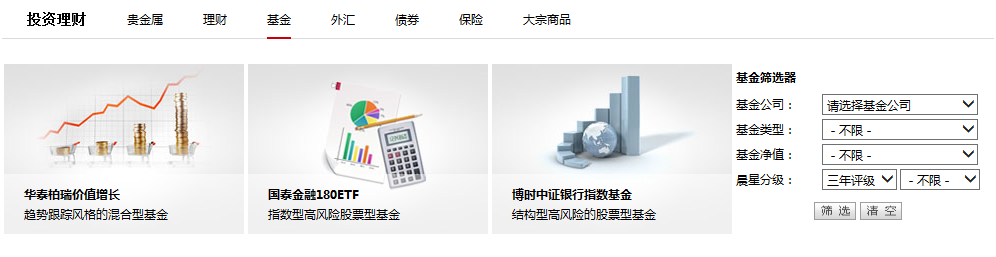 投资理财 贵金属 理财 基金 外汇 债券 保险 大宗商品
华泰柏瑞价值增长
趋势跟踪风格的混合型基金
国泰金融180ETF
指数型高风险股票型基金
博时中证银行指数基金
结构型高风险的股票型基金
基金筛选器
基金公司： 请选择基金公司
基金类型： - 不限 -
基金净值： - 不限 -
晨星分级： 三年评级 - 不限 -
筛 选 清 空